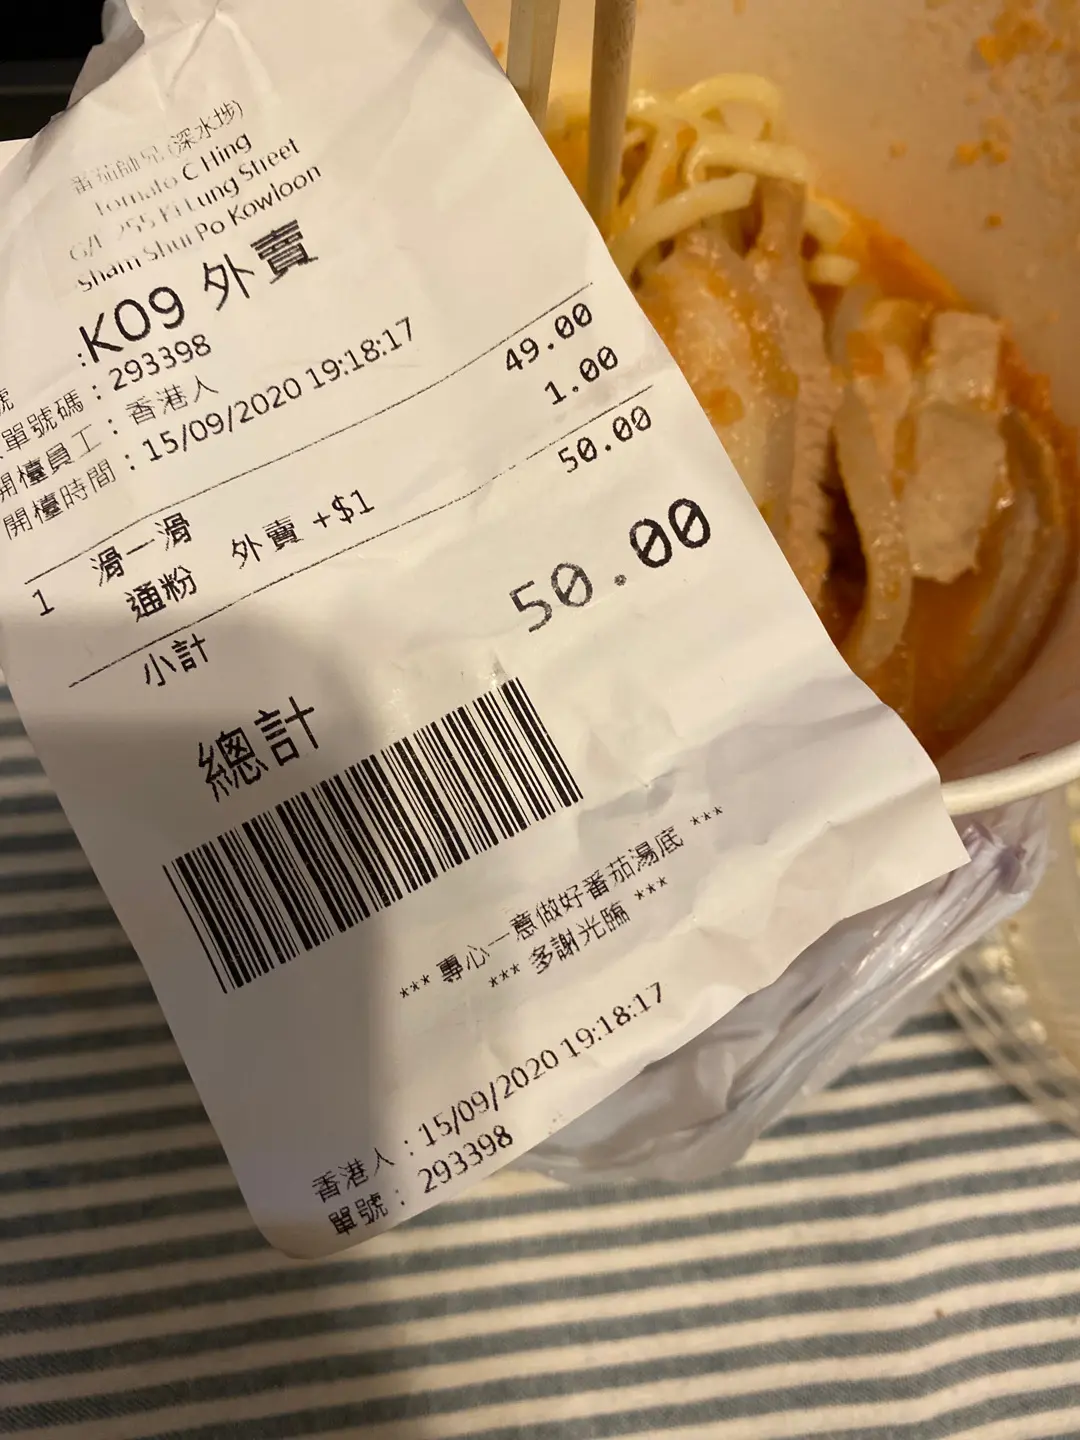 番茄師兄(深水埗)
Tomato C Hing
G/F 255 Ki Lung Street
Sham Shui Po Kowloon
:K09 外賣
單號碼：293398
開檯員工：香港人
開檯時間：15/09/2020 19:18:17
1 滑一滑 49.00
通粉 外賣 +$1 1.00
小計 50.00
總計 50.00
*** 專心一意做好番茄湯底 ***
*** 多謝光臨 ***
香港人：15/09/2020 19:18:17
單號： 293398